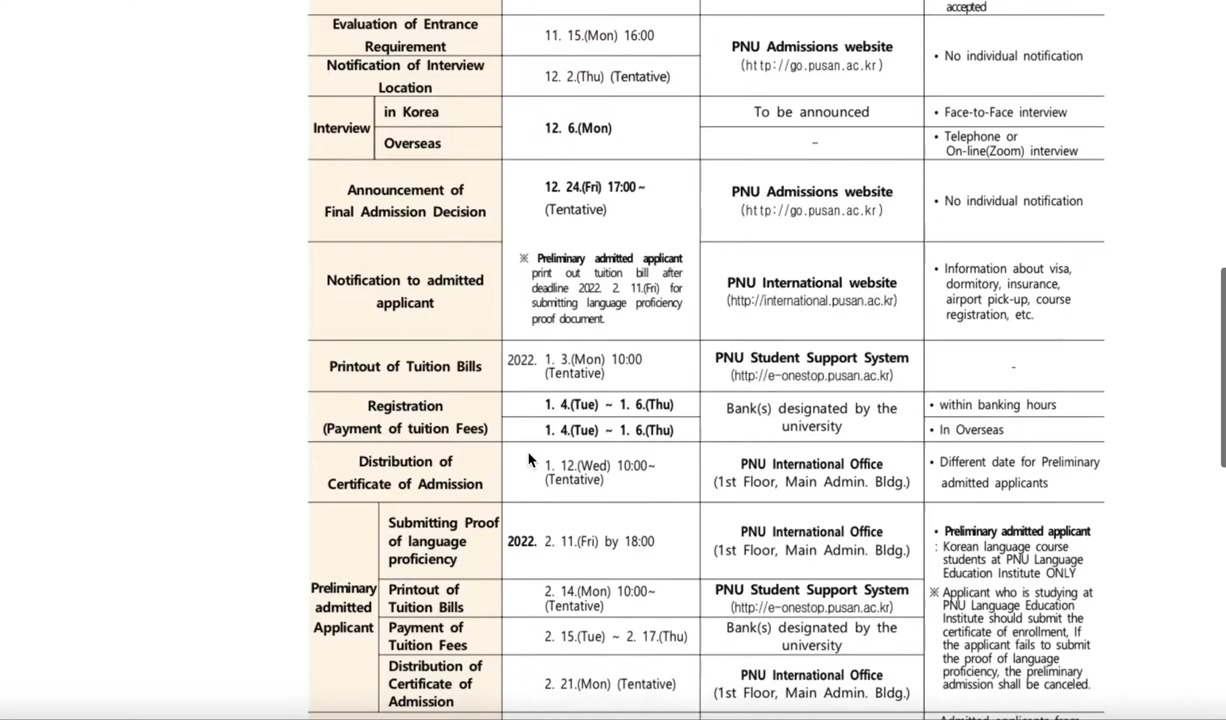 accepted
Evaluation of Entrance
Requirement
11. 15.(Mon) 16:00
PNU Admissions website
(http://go.pusan.ac.kr)
• No individual notification
Notification of Interview
Location
12. 2.(Thu) (Tentative)
Interview
in Korea
12. 6.(Mon)
To be announced
• Face-to-Face interview
Overseas
–
• Telephone or
On-line(Zoom) interview
Announcement of
Final Admission Decision
12. 24.(Fri) 17:00~
(Tentative)
PNU Admissions website
(http://go.pusan.ac.kr)
• No individual notification
Notification to admitted
applicant
※ Preliminary admitted applicant
print out tuition bill after
deadline 2022. 2. 11.(Fri) for
submitting language proficiency
proof document.
PNU International website
(http://international.pusan.ac.kr)
• Information about visa,
dormitory, insurance,
airport pick-up, course
registration, etc.
Printout of Tuition Bills
2022. 1. 3.(Mon) 10:00
(Tentative)
PNU Student Support System
(http://e-onestop.pusan.ac.kr)
-
Registration
(Payment of tuition Fees)
1. 4.(Tue) ~ 1. 6.(Thu)
1. 4.(Tue) ~ 1. 6.(Thu)
Bank(s) designated by the
university
• within banking hours
• In Overseas
Distribution of
Certificate of Admission
1. 12.(Wed) 10:00~
(Tentative)
PNU International Office
(1st Floor, Main Admin. Bldg.)
• Different date for Preliminary
admitted applicants
Preliminary
admitted
Applicant
Submitting Proof
of language
proficiency
2022. 2. 11.(Fri) by 18:00
PNU International Office
(1st Floor, Main Admin. Bldg.)
• Preliminary admitted applicant
: Korean language course
students at PNU Language
Education Institute ONLY
※ Applicant who is studying at
PNU Language Education
Institute should submit the
certificate of enrollment, If
the applicant fails to submit
the proof of language
proficiency, the preliminary
admission shall be canceled.
Printout of
Tuition Bills
2. 14.(Mon) 10:00~
(Tentative)
PNU Student Support System
(http://e-onestop.pusan.ac.kr)
Payment of
Tuition Fees
2. 15.(Tue) ~ 2. 17.(Thu)
Bank(s) designated by the
university
Distribution of
Certificate of
Admission
2. 21.(Mon) (Tentative)
PNU International Office
(1st Floor, Main Admin. Bldg.)